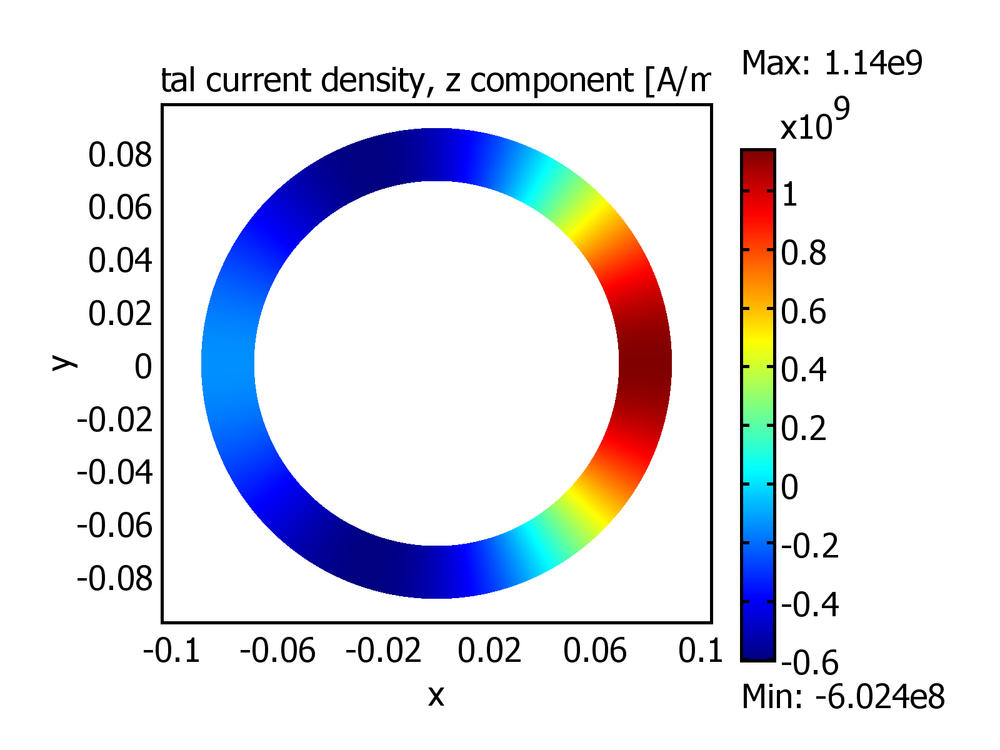 tal current density, z component [A/m
Max: 1.14e9
x10^9
0.08
0.06
0.04
0.02
0
-0.02
-0.04
-0.06
-0.08
y
-0.1 -0.06 -0.02 0.02 0.06 0.1
x
1
0.8
0.6
0.4
0.2
0
-0.2
-0.4
-0.6
Min: -6.024e8